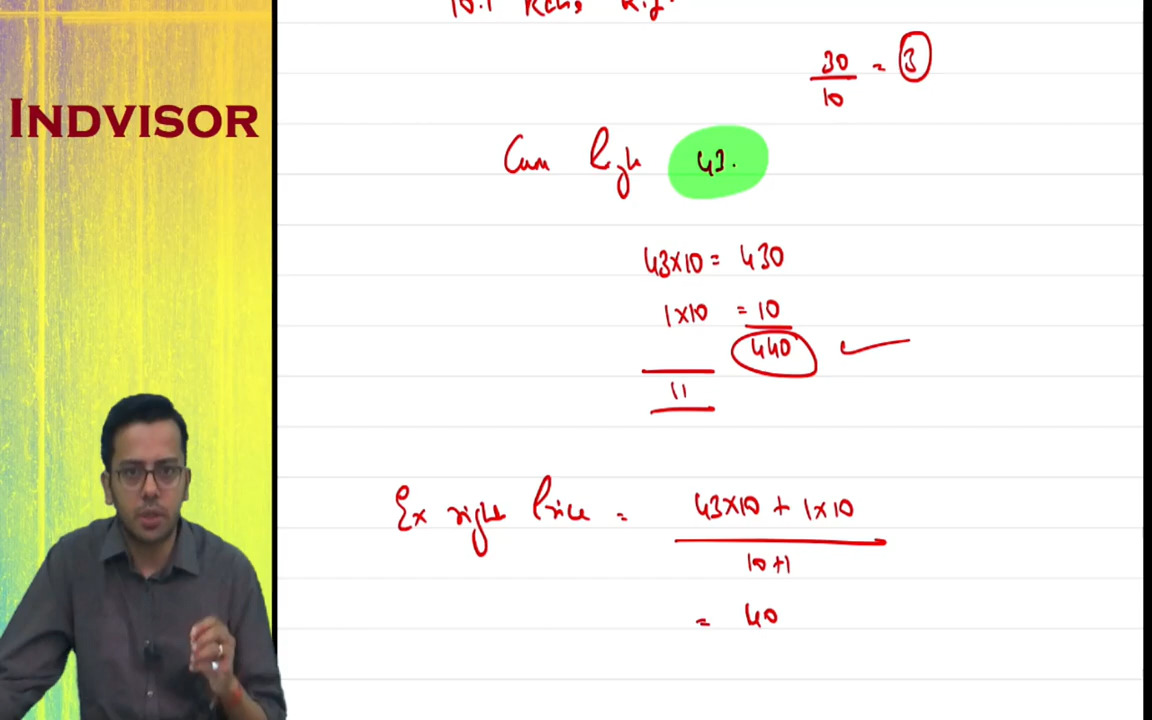 INDVISOR
30
10
= 3
Cum Righ 43.
43×10 = 430
1×10 = 10
440
11
Ex right Price = 43×10 + 1×10
10+1
= 40